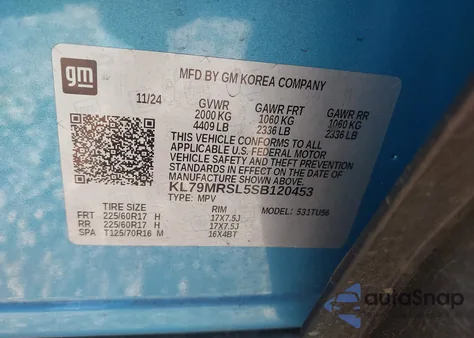 gm
MFD BY GM KOREA COMPANY
11/24 GVWR GAWR FRT GAWR RR
2000 KG 1060 KG 1060 KG
4409 LB 2336 LB 2336 LB
THIS VEHICLE CONFORMS TO ALL
APPLICABLE U.S. FEDERAL MOTOR
VEHICLE SAFETY AND THEFT PREVENTION
STANDARDS IN EFFECT ON THE DATE OF
MANUFACTURE SHOWN ABOVE.
KL79MRSL5SB120453
TYPE: MPV MODEL: 531TU56
TIRE SIZE RIM
FRT 225/60R17 H 17X7.5J
RR 225/60R17 H 17X7.5J
SPA T125/70R16 M 16X4BT
autoSnap